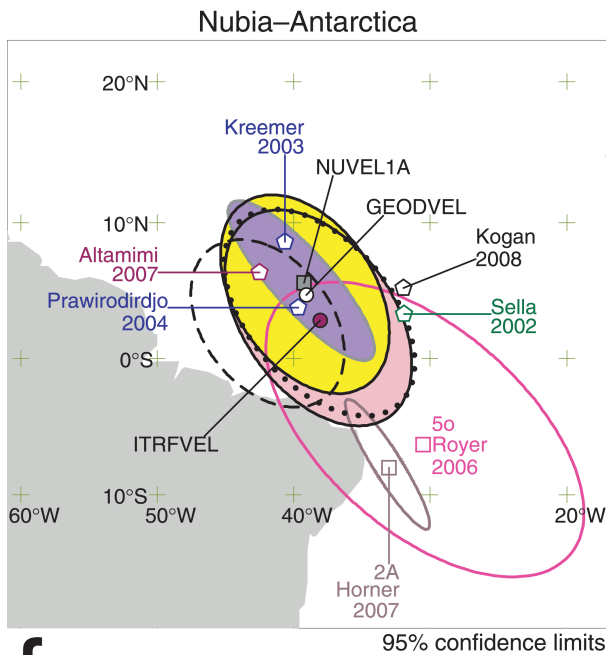 Nubia–Antarctica
20°N
Kreemer
2003
NUVEL1A
GEODVEL
10°N
Kogan
2008
Altamimi
2007
Prawirodirdjo
2004
Sella
2002
0°S
ITRFVEL
5o
Royer
2006
10°S
60°W
50°W
40°W
20°W
2A
Horner
2007
f
95% confidence limits